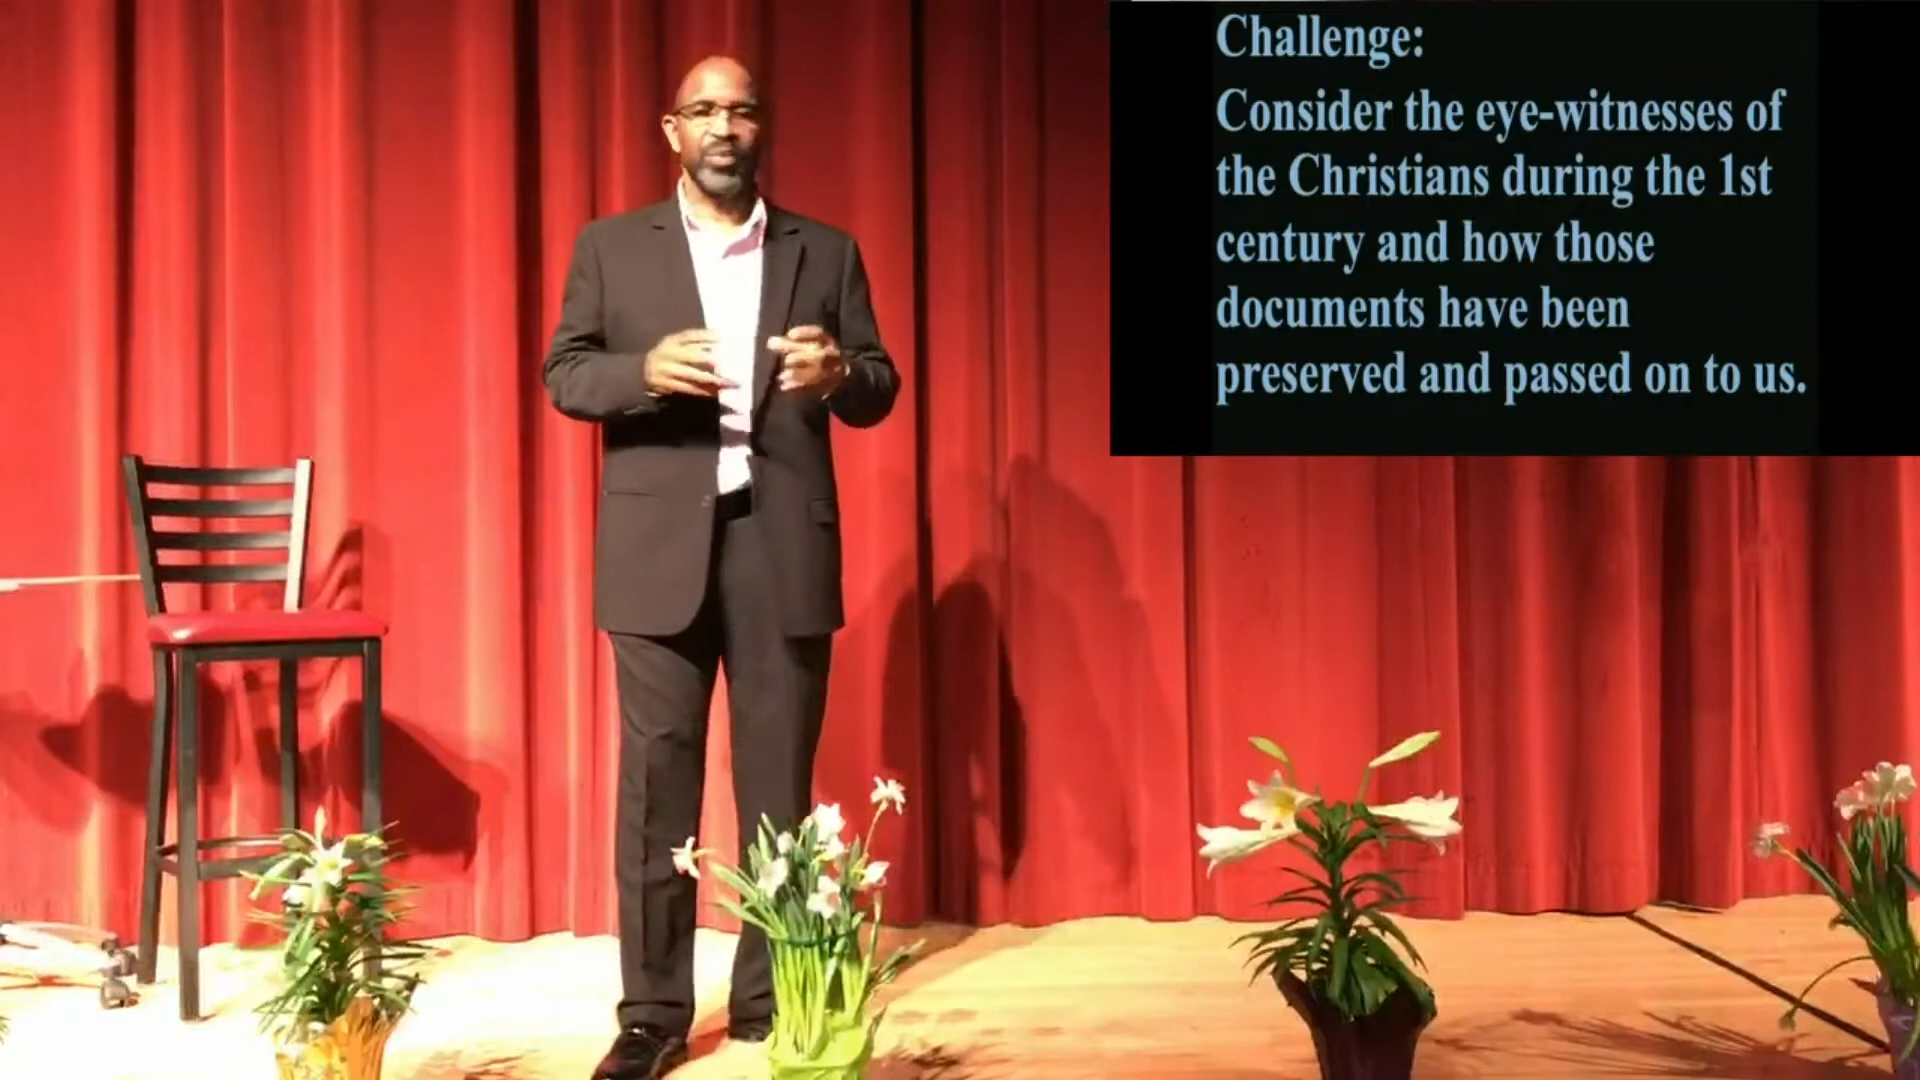 Challenge:
Consider the eye-witnesses of
the Christians during the 1st
century and how those
documents have been
preserved and passed on to us.